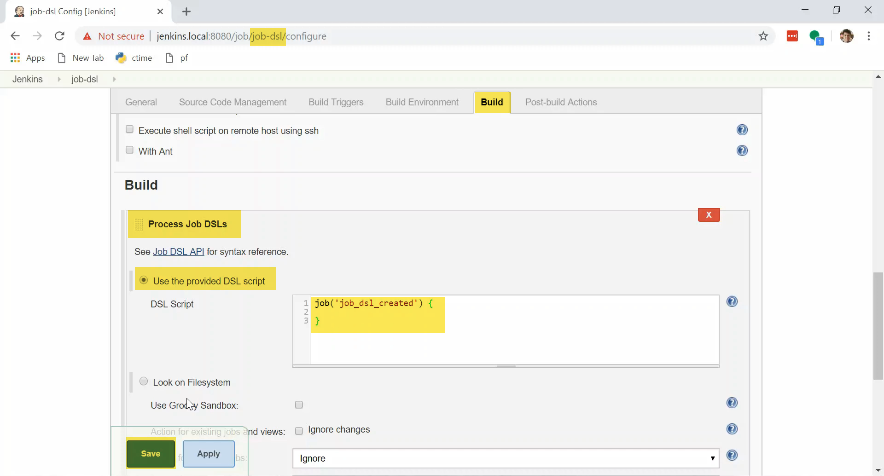 job-dsl Config [Jenkins]
Not secure | jenkins.local:8080/job/job-dsl/configure
Apps New Tab ctime pf
Jenkins job-dsl
General Source Code Management Build Triggers Build Environment Build Post-build Actions
Execute shell script on remote host using ssh
With Ant
Build
Process Job DSLs
X
See Job DSL API for syntax reference.
Use the provided DSL script
DSL Script
1 job('job_dsl_created') {
2
3 }
Look on Filesystem
Use Groovy Sandbox:
Action for existing jobs and views: Ignore changes
Save Apply
bs: Ignore